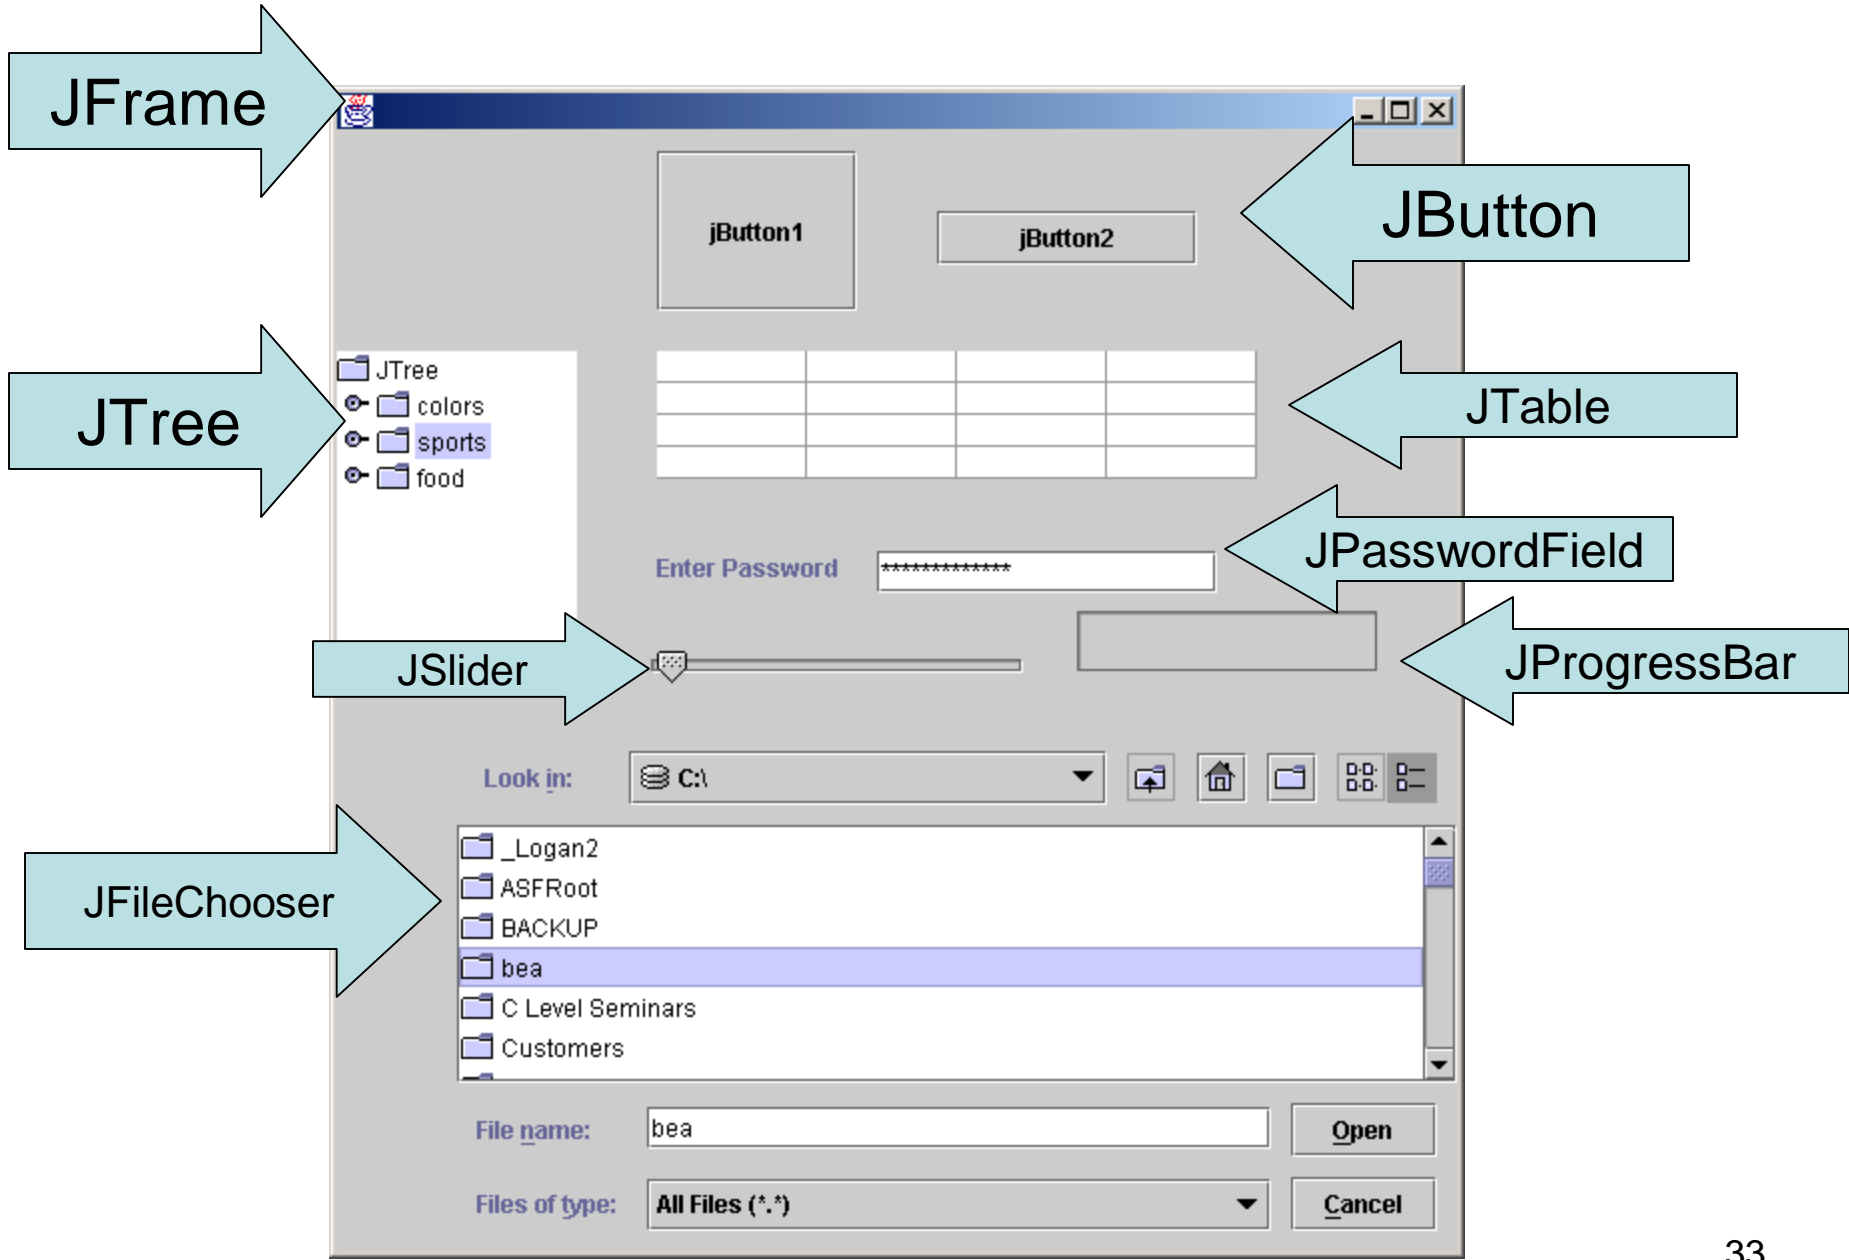 JFrame
jButton1
jButton2
JButton
JTree
JTree
colors
sports
food
JTable
Enter Password
*************
JPasswordField
JSlider
JProgressBar
Look in:
C:\
JFileChooser
_Logan2
ASFRoot
BACKUP
bea
C Level Seminars
Customers
File name:
bea
Open
Files of type:
All Files (*.*)
Cancel
33